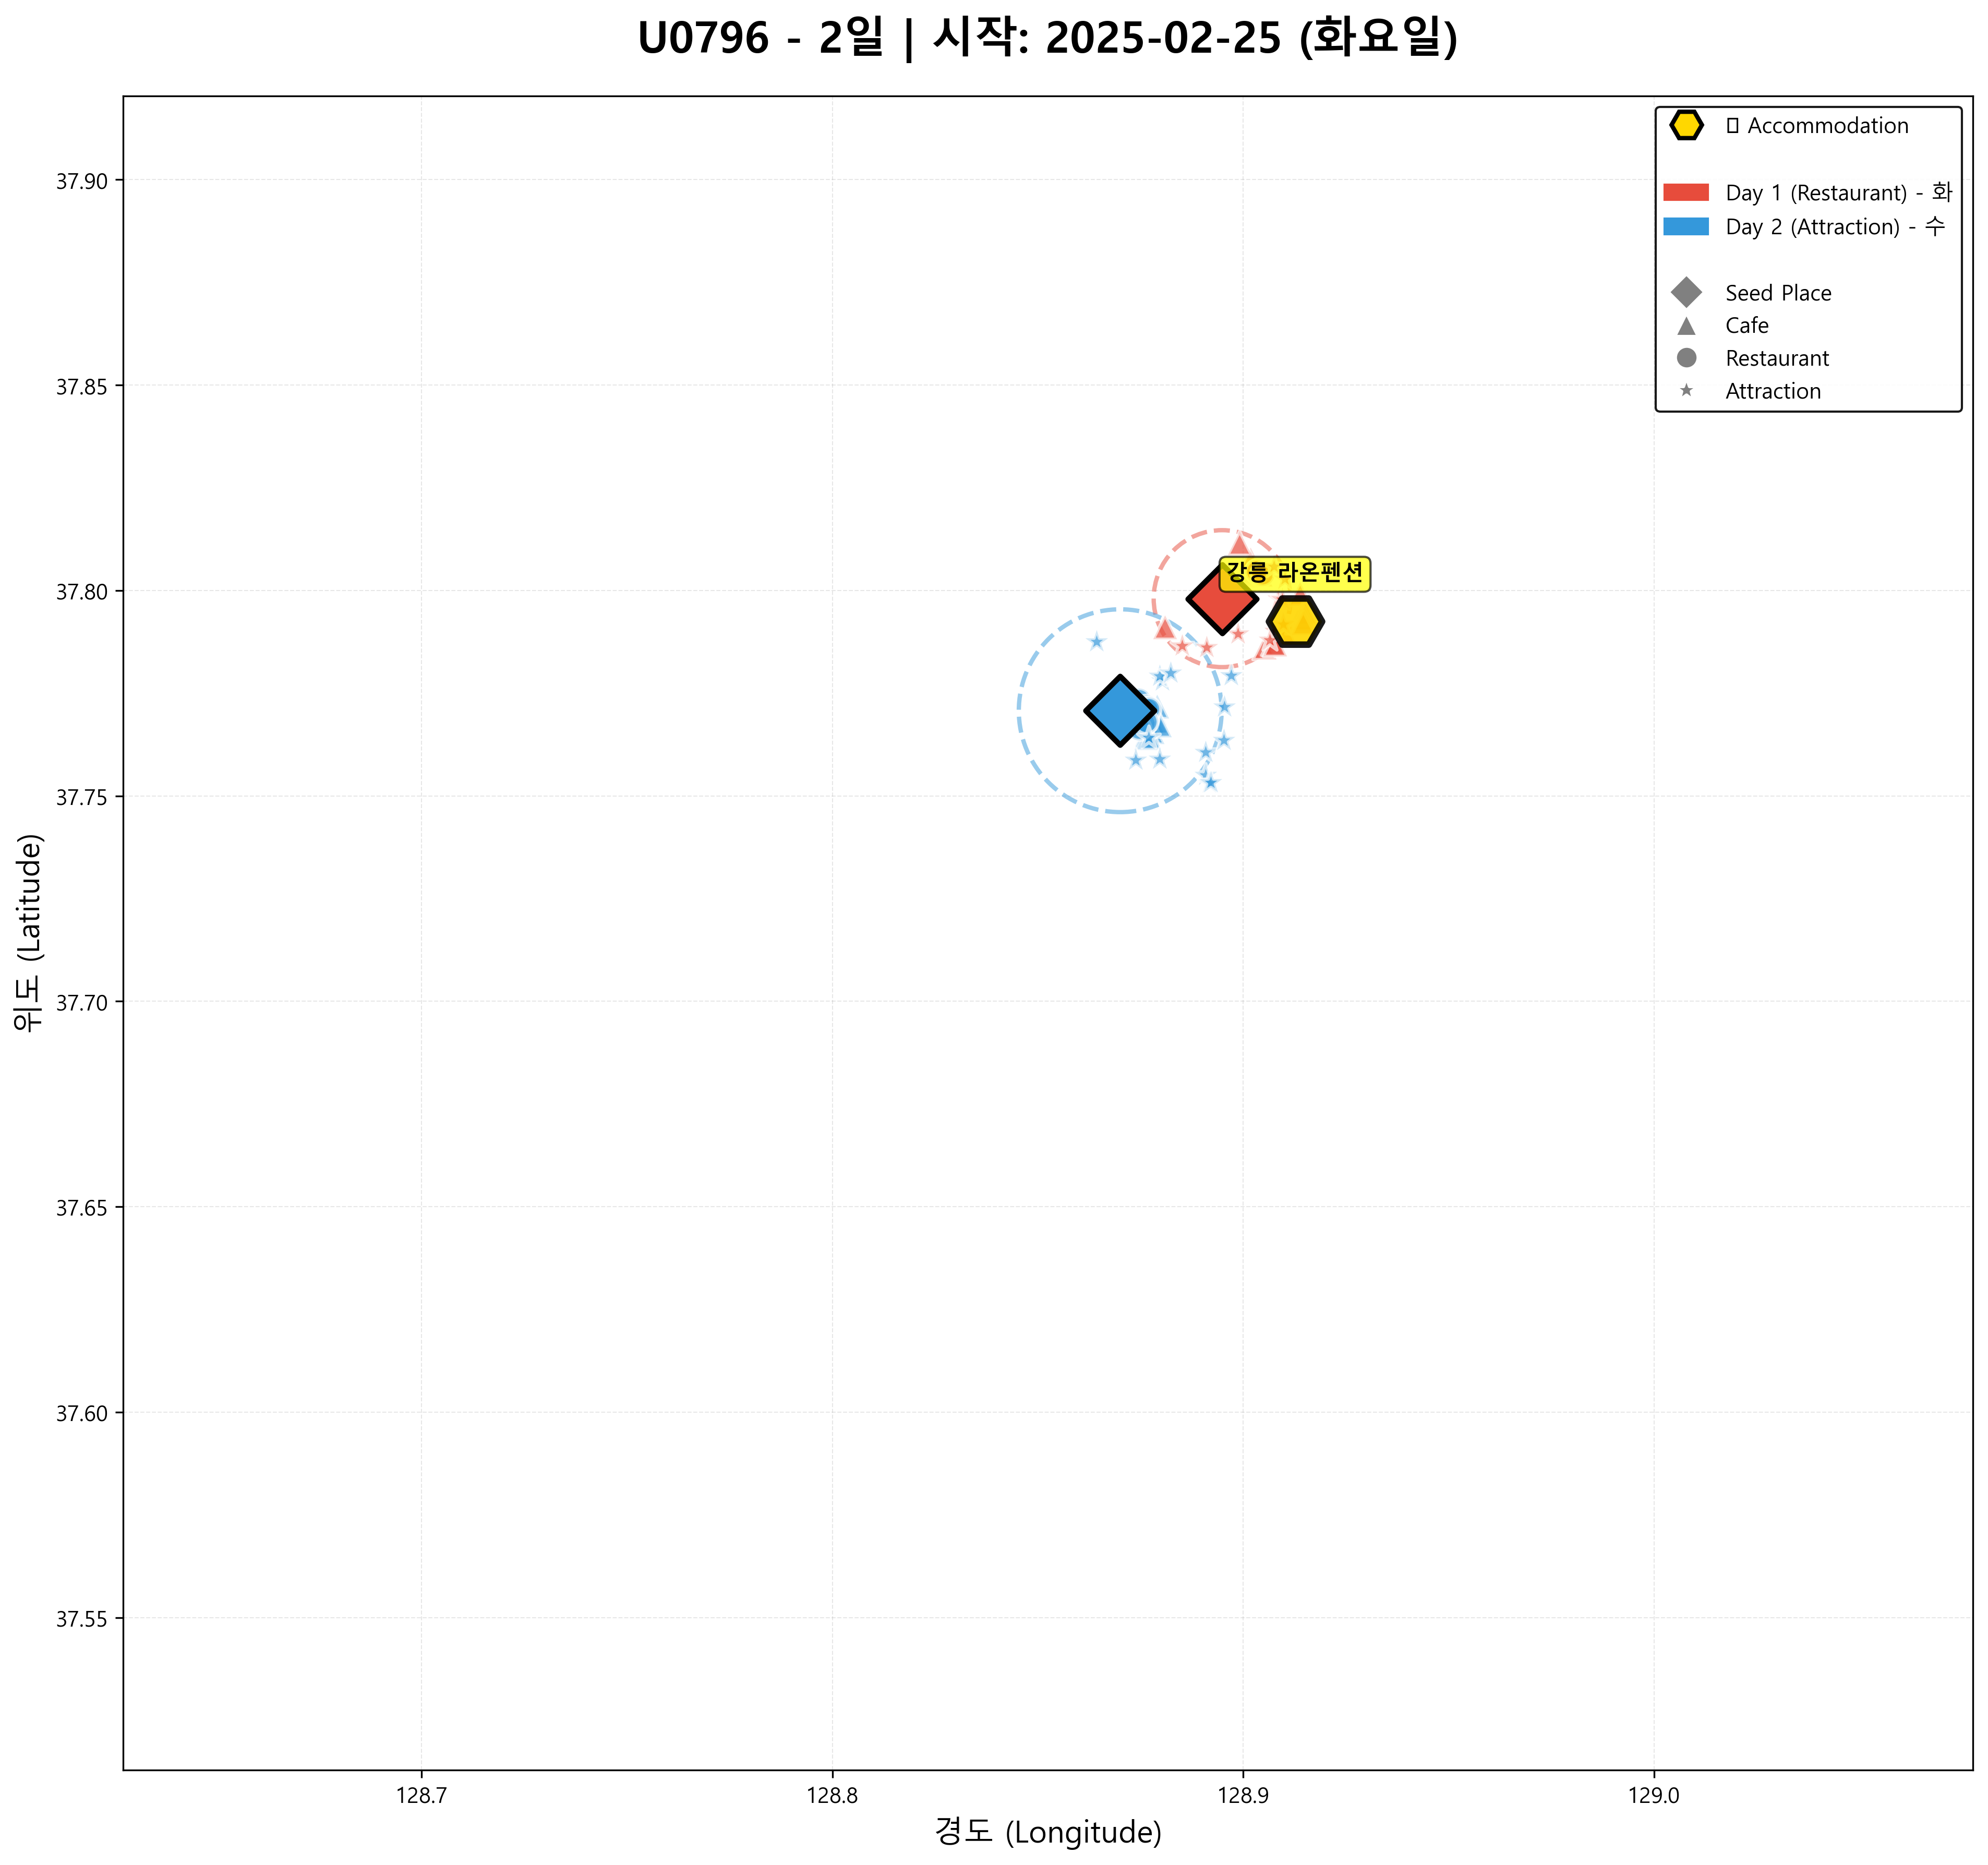 U0796 - 2일 | 시작: 2025-02-25 (화요일)
▯ Accommodation
Day 1 (Restaurant) - 화
Day 2 (Attraction) - 수
Seed Place
Cafe
Restaurant
Attraction
강릉 라온펜션
위도 (Latitude)
37.90
37.85
37.80
37.75
37.70
37.65
37.60
37.55
128.7
128.8
128.9
129.0
경도 (Longitude)